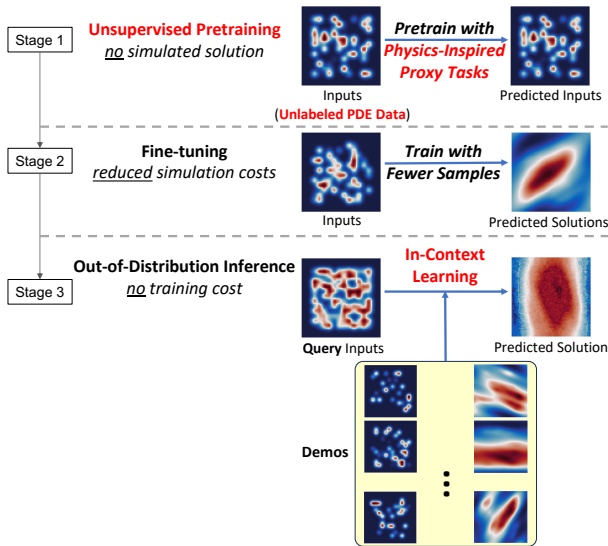 Stage 1
Unsupervised Pretraining
no simulated solution
Pretrain with
Physics-Inspired
Proxy Tasks
Inputs
Predicted Inputs
(Unlabeled PDE Data)
Stage 2
Fine-tuning
reduced simulation costs
Train with
Fewer Samples
Inputs
Predicted Solutions
Stage 3
Out-of-Distribution Inference
no training cost
In-Context
Learning
Query Inputs
Predicted Solution
Demos